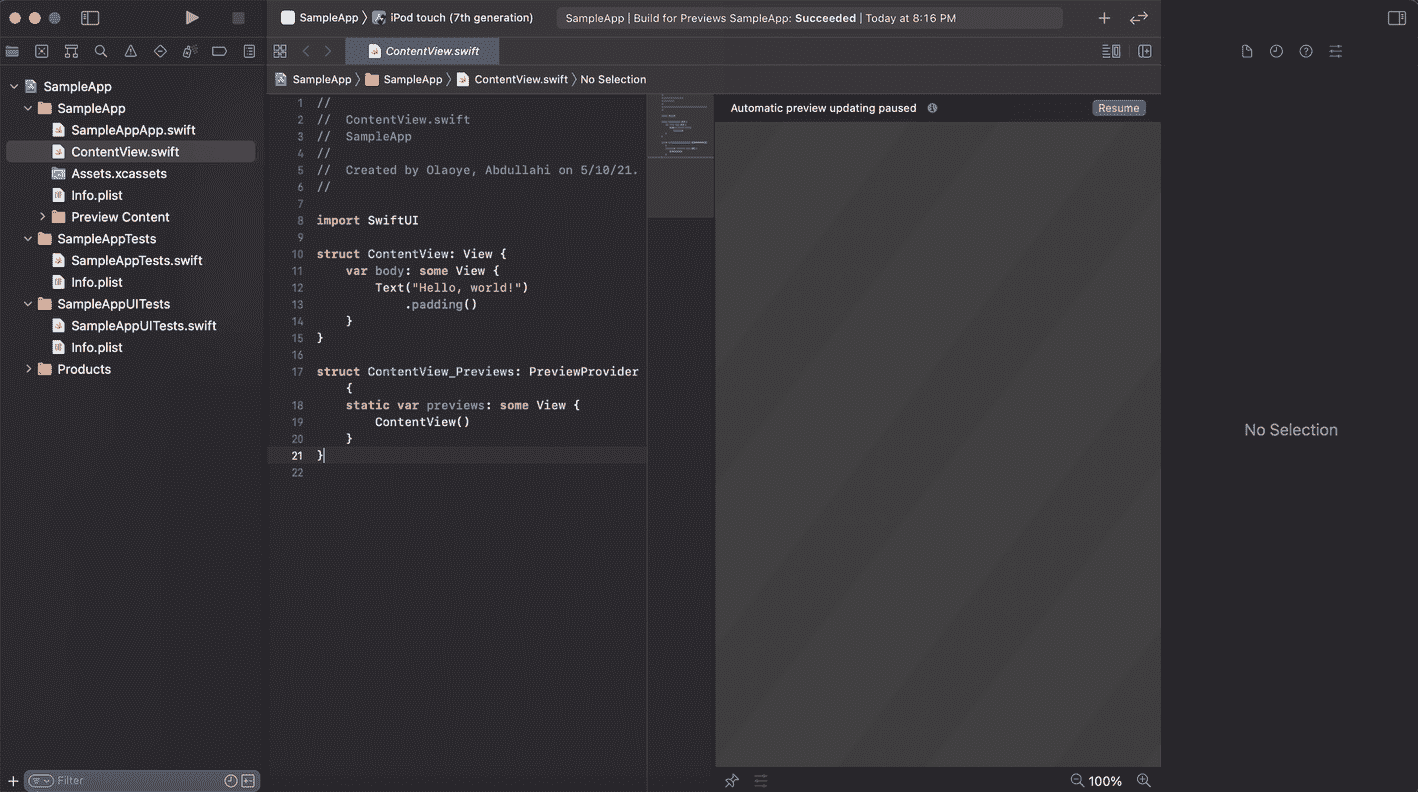 SampleApp
iPod touch (7th generation)
SampleApp | Build for Previews SampleApp: Succeeded | Today at 8:16 PM
ContentView.swift
SampleApp
SampleApp
ContentView.swift
No Selection
SampleApp
SampleApp
SampleAppApp.swift
ContentView.swift
Assets.xcassets
Info.plist
Preview Content
SampleAppTests
SampleAppTests.swift
Info.plist
SampleAppUITests
SampleAppUITests.swift
Info.plist
Products
Filter
1 //
2 //  ContentView.swift
3 //  SampleApp
4 //
5 //  Created by Olaoye, Abdullahi on 5/10/21.
6 //
7
8 import SwiftUI
9
10 struct ContentView: View {
11     var body: some View {
12         Text("Hello, world!")
13             .padding()
14     }
15 }
16
17 struct ContentView_Previews: PreviewProvider
{
18     static var previews: some View {
19         ContentView()
20     }
21 }
22
Automatic preview updating paused
Resume
100%
No Selection